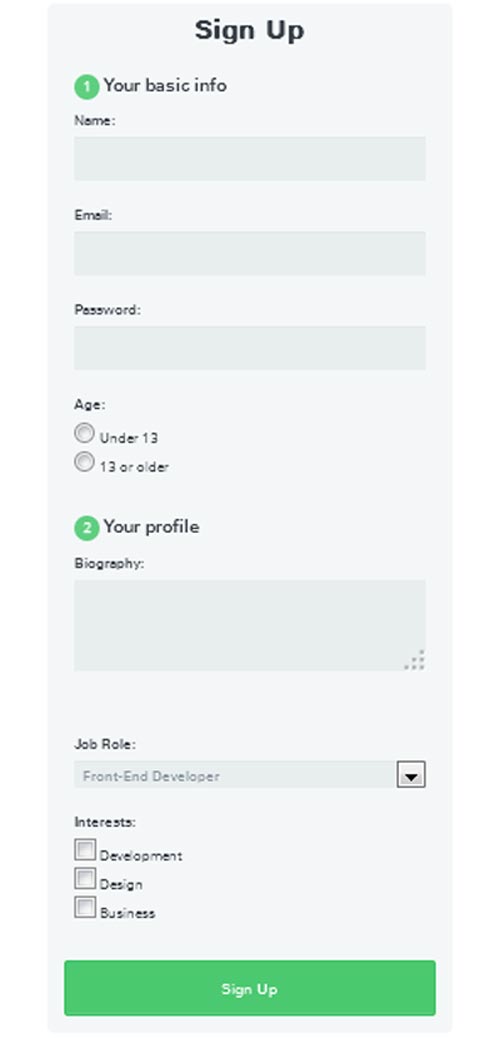 Sign Up
1 Your basic info
Name:
Email:
Password:
Age:
Under 13
13 or older
2 Your profile
Biography:
Job Role:
Front-End Developer
Interests:
Development
Design
Business
Sign Up